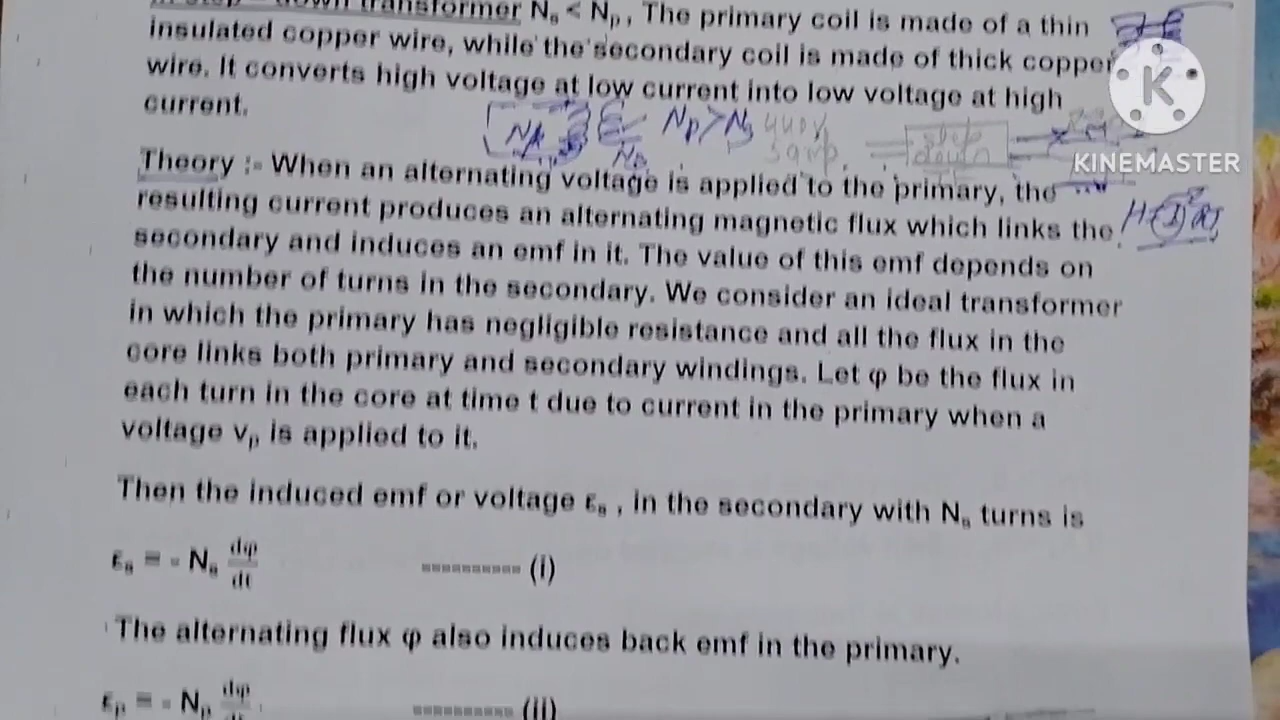 In step - down transformer Nₛ < Nₚ, The primary coil is made of a thin
insulated copper wire, while the secondary coil is made of thick copper
wire. It converts high voltage at low current into low voltage at high
current.
Np>Ns
440V
step
down
Theory :- When an alternating voltage is applied to the primary, the
resulting current produces an alternating magnetic flux which links the
secondary and induces an emf in it. The value of this emf depends on
the number of turns in the secondary. We consider an ideal transformer
in which the primary has negligible resistance and all the flux in the
core links both primary and secondary windings. Let φ be the flux in
each turn in the core at time t due to current in the primary when a
voltage vₚ is applied to it.
Then the induced emf or voltage εₛ , in the secondary with Nₛ turns is
εₛ = - Nₛ dφ/dt ---------- (i)
The alternating flux φ also induces back emf in the primary.
εₚ = - Nₚ dφ/dt ---------- (ii)
K
KINEMASTER